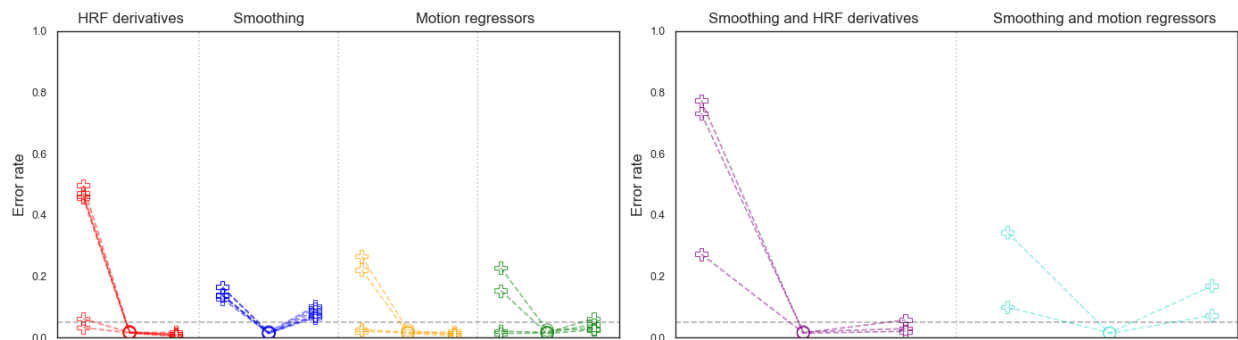 HRF derivatives
Smoothing
Motion regressors
1.0
0.8
0.6
0.4
0.2
0.0
Error rate
Smoothing and HRF derivatives
Smoothing and motion regressors
1.0
0.8
0.6
0.4
0.2
0.0
Error rate